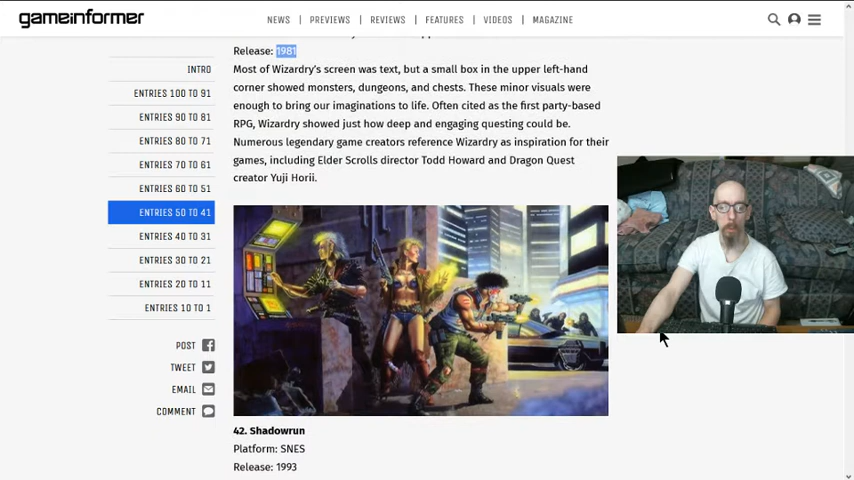 gameinformer
NEWS
PREVIEWS
REVIEWS
FEATURES
VIDEOS
MAGAZINE
Release: 1981
Most of Wizardry's screen was text, but a small box in the upper left-hand
corner showed monsters, dungeons, and chests. These minor visuals were
enough to bring our imaginations to life. Often cited as the first party-based
RPG, Wizardry showed just how deep and engaging questing could be.
Numerous legendary game creators reference Wizardry as inspiration for their
games, including Elder Scrolls director Todd Howard and Dragon Quest
creator Yuji Horii.
INTRO
ENTRIES 100 TO 91
ENTRIES 90 TO 81
ENTRIES 80 TO 71
ENTRIES 70 TO 61
ENTRIES 60 TO 51
ENTRIES 50 TO 41
ENTRIES 40 TO 31
ENTRIES 30 TO 21
ENTRIES 20 TO 11
ENTRIES 10 TO 1
POST
TWEET
EMAIL
COMMENT
42. Shadowrun
Platform: SNES
Release: 1993